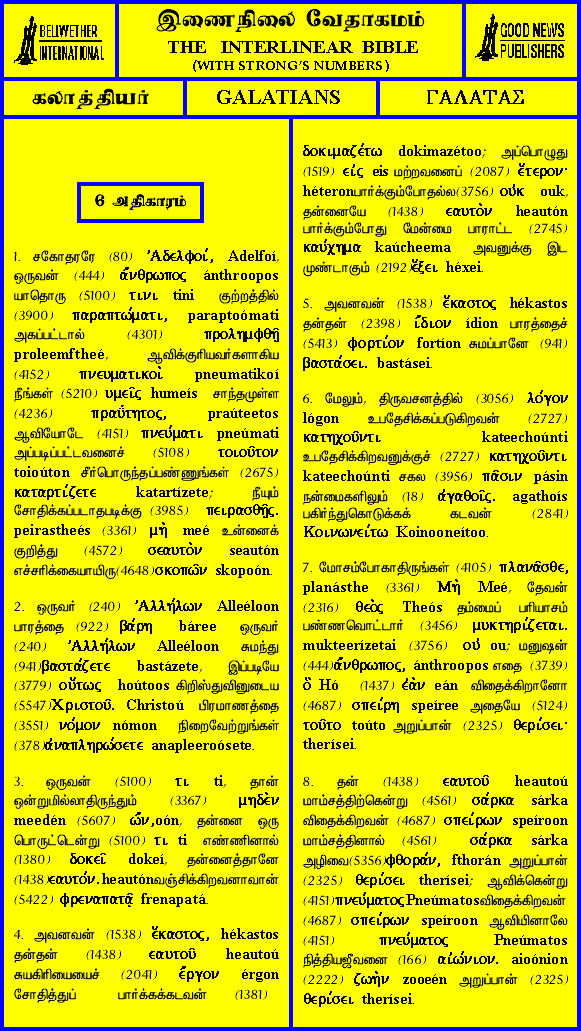 BELLWETHER
INTERNATIONAL
இணைநிலை வேதாகமம்
THE INTERLINEAR BIBLE
(WITH STRONG'S NUMBERS)
GOOD NEWS
PUBLISHERS
கலாத்தியர்
GALATIANS
ΓΑΛΑΤΑΣ
6 அதிகாரம்
1. சகோதரரே (80) Ἀδελφοί, Adelfoí,
ஒருவன் (444) ἄνθρωπος ánthroopos
யாதொரு (5100) τινι tini குற்றத்தில்
(3900) παραπτώματι, paraptoómati
அகப்பட்டால் (4301) προλημφθῇ
proleemftheé, ஆவிக்குரியவர்களாகிய
(4152) πνευματικοὶ pneumatikoí
நீங்கள் (5210) υμεῖς humeís சாந்தமுள்ள
(4236) πραΰτητος, praúteetos
ஆவியோடே (4151) πνεύματι pneúmati
அப்படிப்பட்டவனைச் (5108) τοιοῦτον
toioúton சீர்பொருந்தப்பண்ணுங்கள் (2675)
καταρτίζετε katartízete; நீயும்
சோதிக்கப்படாதபடிக்கு (3985) πειρασθῇς.
peirastheés (3361) μὴ meé உன்னைக்
குறித்து (4572) σεαυτὸν seautón
எச்சரிக்கையாயிரு(4648)σκοπῶν skopoón.
2. ஒருவர் (240) Ἀλλήλων Alleéloon
பாரத்தை (922) βάρη báree ஒருவர்
(240) Ἀλλήλων Alleéloon சுமந்து
(941)βαστάζετε bastázete, இப்படியே
(3779) οὕτως hoútoos கிறிஸ்துவினுடைய
(5547)Χριστοῦ. Christoú பிரமாணத்தை
(3551) νόμον nómon நிறைவேற்றுங்கள்
(378)ἀναπληρώσετε anapleeroósete.
3. ஒருவன் (5100) τι ti, தான்
ஒன்றுமில்லாதிருந்தும் (3367) μηδὲν
meedén (5607) ὤν,oón, தன்னை ஒரு
பொருட்டென்று (5100) τι ti எண்ணினால்
(1380) δοκεῖ dokeí, தன்னைத்தானே
(1438)εαυτόν.heautónவஞ்சிக்கிறவனாவான்
(5422) φρεναπατᾷ frenapatá.
4. அவனவன் (1538) ἕκαστος, hékastos
தன்தன் (1438) εαυτοῦ heautoú
சுயகிரியையைச் (2041) ἔργον érgon
சோதித்துப் பார்க்கக்கடவன் (1381)
δοκιμαζέτω dokimazétoo; அப்பொழுது
(1519) εἰς eis மற்றவனைப் (2087) ἕτερον·
héteronபார்க்கும்போதல்ல(3756) οὐκ ouk,
தன்னையே (1438) εαυτὸν heautón
பார்க்கும்போது மேன்மை பாராட்ட (2745)
καύχημα kaúcheema அவனுக்கு இட
முண்டாகும் (2192)ἕξει héxei.
5. அவனவன் (1538) ἕκαστος hékastos
தன்தன் (2398) ἴδιον ídion பாரத்தைச்
(5413) φορτίον fortíon சுமப்பானே (941)
βαστάσει. bastásei.
6. மேலும், திருவசனத்தில் (3056) λόγον
lógon உபதேசிக்கப்படுகிறவன் (2727)
κατηχοῦντι kateechoúnti
உபதேசிக்கிறவனுக்குச் (2727) κατηχοῦντι
kateechoúnti சகல (3956) πᾶσιν pásin
நன்மைகளிலும் (18) ἀγαθοῖς. agathoís
பகிர்ந்துகொடுக்கக் கடவன் (2841)
Κοινωνείτω Koinooneítoo.
7. மோசம்போகாதிருங்கள் (4105) πλανᾶσθε,
planásthe (3361) Μὴ Meé, தேவன்
(2316) θεὸς Theós தம்மைப் பரியாசம்
பண்ணவொட்டார் (3456) μυκτηρίζεται.
mukteerízetai (3756) οὐ ou; மனுஷன்
(444)ἄνθρωπος, ánthroopos எதை (3739)
ὃ Hó (1437) ἐὰν eán விதைக்கிறானோ
(4687) σπείρη speíree அதையே (5124)
τοῦτο toúto அறுப்பான் (2325) θερίσει·
therísei.
8. தன் (1438) εαυτοῦ heautoú
மாம்சத்திற்கென்று (4561) σάρκα sárka
விதைக்கிறவன் (4687) σπείρων speíroon
மாம்சத்தினால் (4561) σάρκα sárka
அழிவை(5356)φθοράν, fthorán அறுப்பான்
(2325) θερίσει therísei; ஆவிக்கென்று
(4151)πνεύματοςPneúmatosவிதைக்கிறவன்
(4687) σπείρων speíroon ஆவியினாலே
(4151) πνεύματος Pneúmatos
நித்தியஜீவனை (166) αἰώνιον. aioónion
(2222) ζωὴν zooeén அறுப்பான் (2325)
θερίσει therísei.